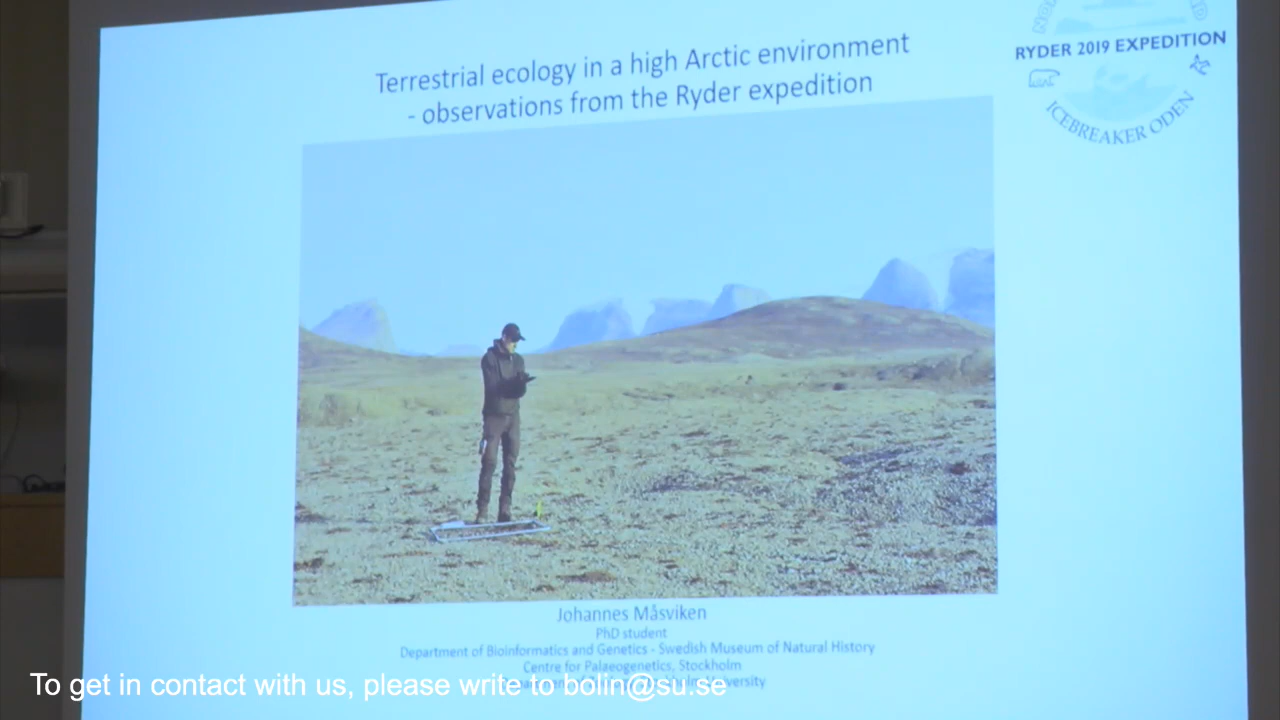 Terrestrial ecology in a high Arctic environment
- observations from the Ryder expedition
RYDER 2019 EXPEDITION
ICEBREAKER ODEN
Johannes Måsviken
PhD student
Department of Bioinformatics and Genetics - Swedish Museum of Natural History
Centre for Palaeogenetics, Stockholm
University
To get in contact with us, please write to bolin@su.se